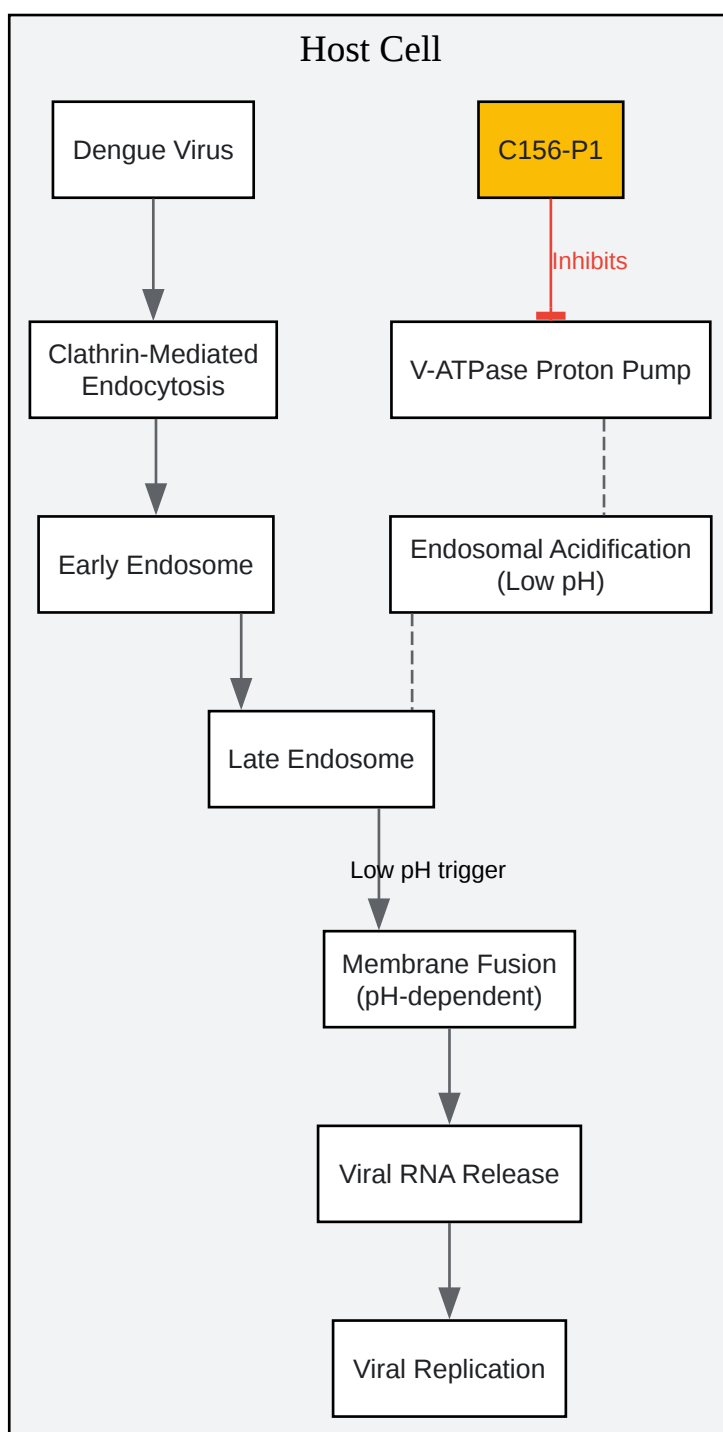 Host Cell
Dengue Virus
C156-P1
Inhibits
Clathrin-Mediated
Endocytosis
V-ATPase Proton Pump
Early Endosome
Endosomal Acidification
(Low pH)
Late Endosome
Low pH trigger
Membrane Fusion
(pH-dependent)
Viral RNA Release
Viral Replication